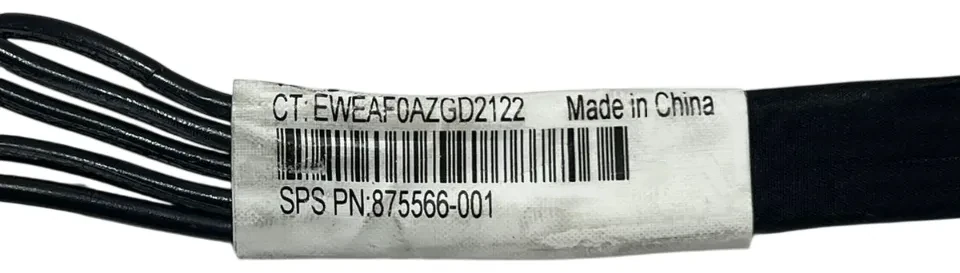 CT: EWEAF0AZGD2122 Made in China
SPS PN:875566-001